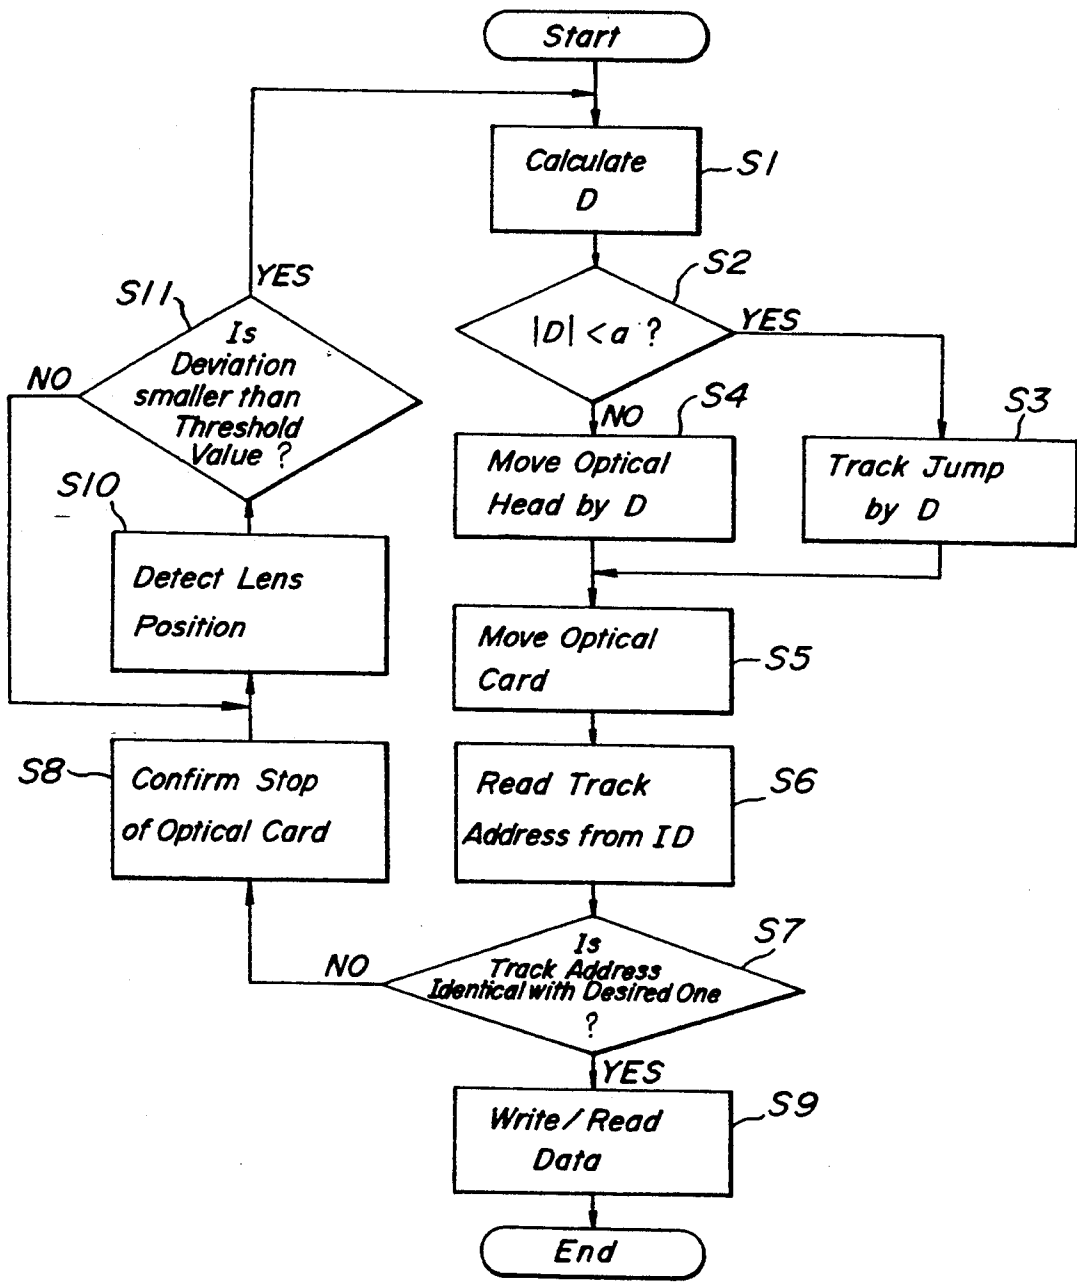 Start
Calculate
D
S1
|D| < a ?
S2
YES
NO
Move Optical
Head by D
S4
Track Jump
by D
S3
Move Optical
Card
S5
Read Track
Address from ID
S6
Is
Track Address
Identical with Desired One
?
S7
NO
YES
Confirm Stop
of Optical Card
S8
Detect Lens
Position
S10
Is
Deviation
smaller than
Threshold
Value ?
S11
YES
NO
Write / Read
Data
S9
End